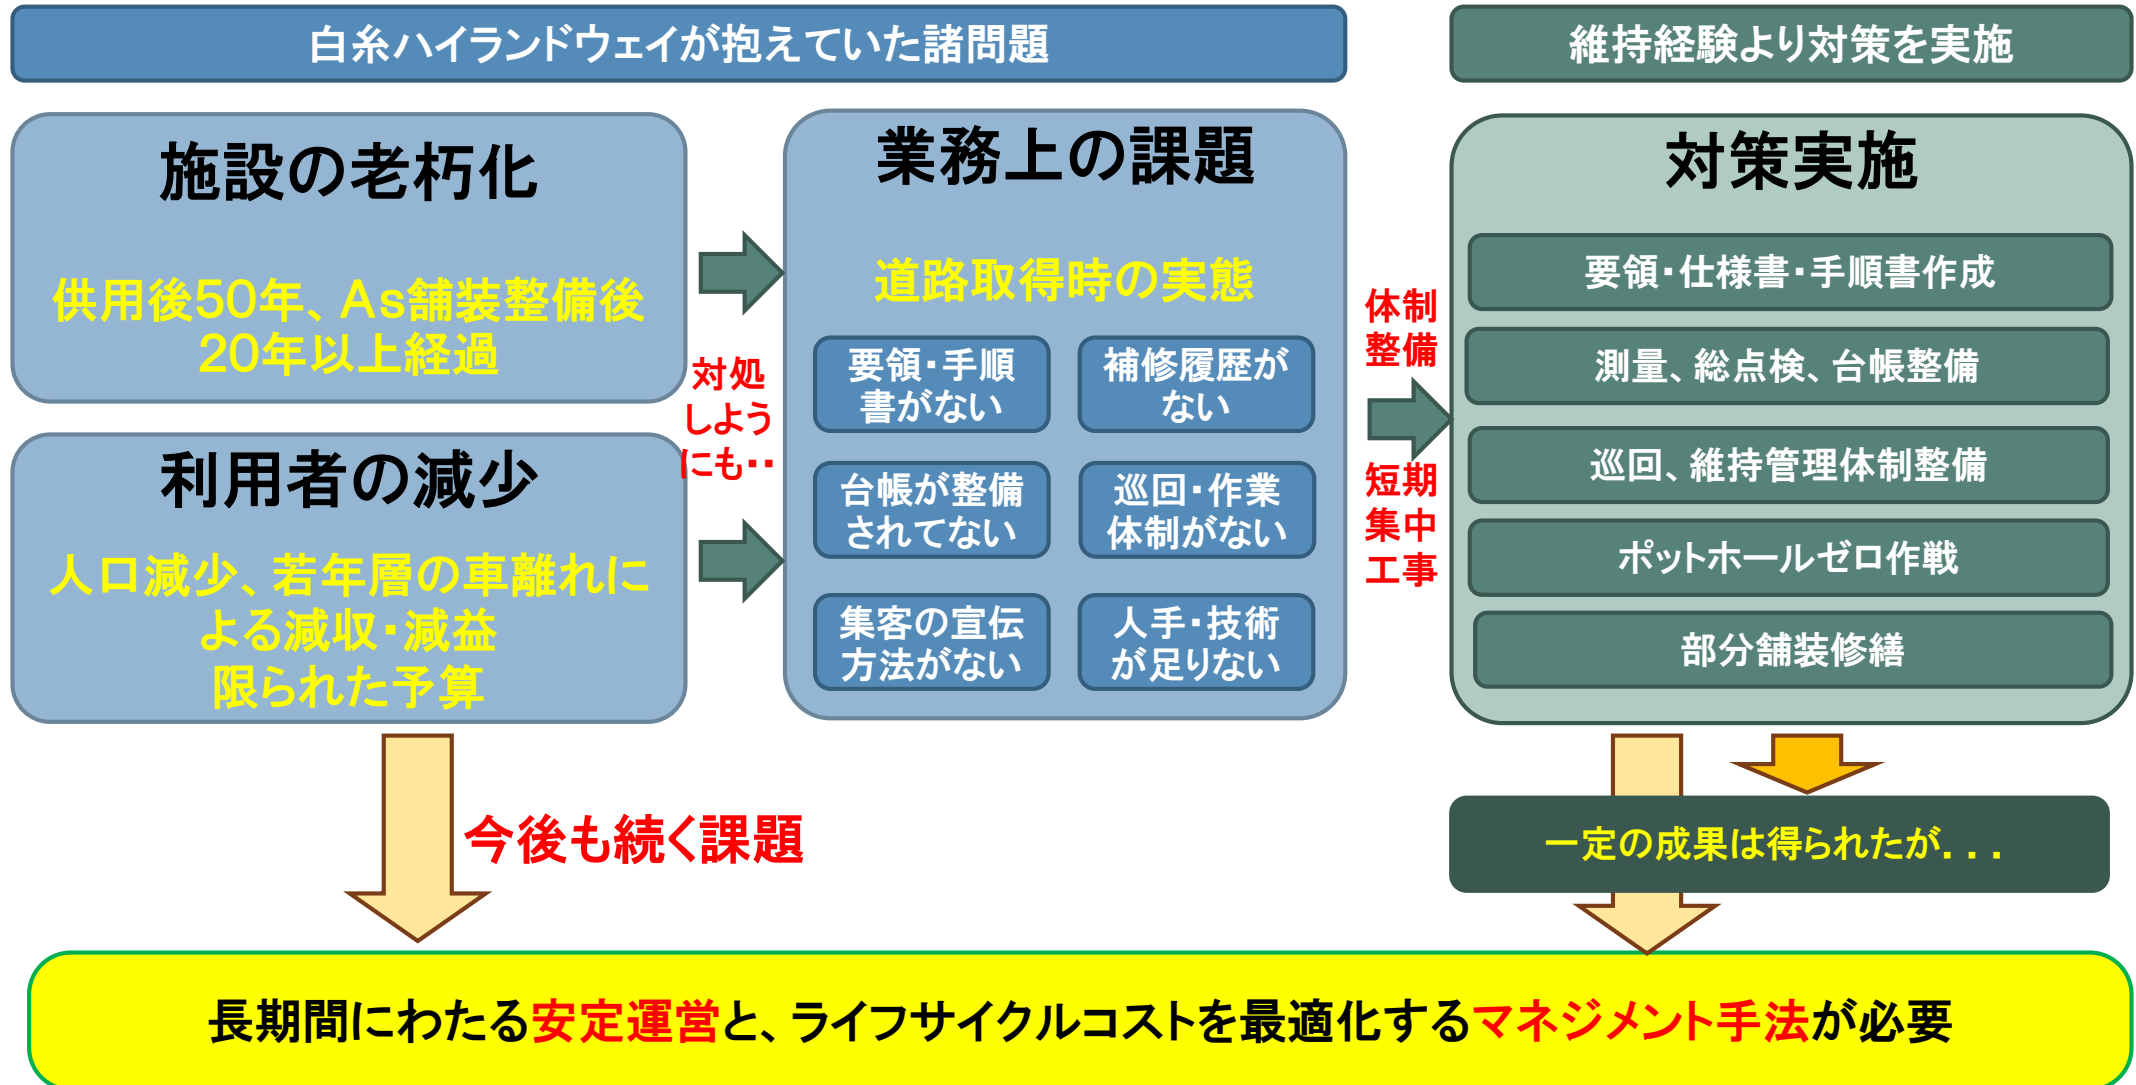 白糸ハイランドウェイが抱えていた諸問題
維持経験より対策を実施
施設の老朽化
供用後50年、As舗装整備後
20年以上経過
利用者の減少
人口減少、若年層の車離れに
よる減収・減益
限られた予算
対処
しよう
にも・・
業務上の課題
道路取得時の実態
要領・手順
書がない
補修履歴が
ない
台帳が整備
されてない
巡回・作業
体制がない
集客の宣伝
方法がない
人手・技術
が足りない
体制
整備
短期
集中
工事
対策実施
要領・仕様書・手順書作成
測量、総点検、台帳整備
巡回、維持管理体制整備
ポットホールゼロ作戦
部分舗装修繕
今後も続く課題
一定の成果は得られたが．．．
長期間にわたる安定運営と、ライフサイクルコストを最適化するマネジメント手法が必要